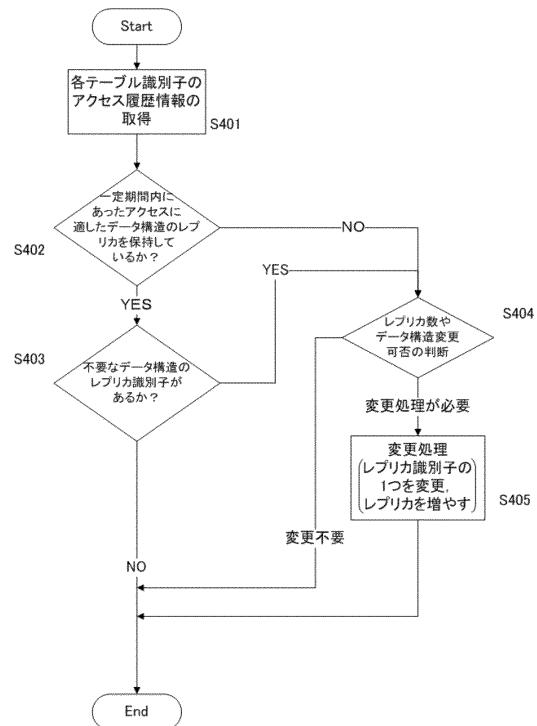 Start
各テーブル識別子の
アクセス履歴情報の
取得
S401
一定期間内に
あったアクセスに
適したデータ構造のレプ
リカを保持して
いるか？
S402
NO
YES
YES
S404
レプリカ数や
データ構造変更
可否の判断
S403
不要なデータ構造の
レプリカ識別子が
あるか？
変更処理が必要
変更処理
(レプリカ識別子の
1つを変更,
レプリカを増やす)
S405
変更不要
NO
End